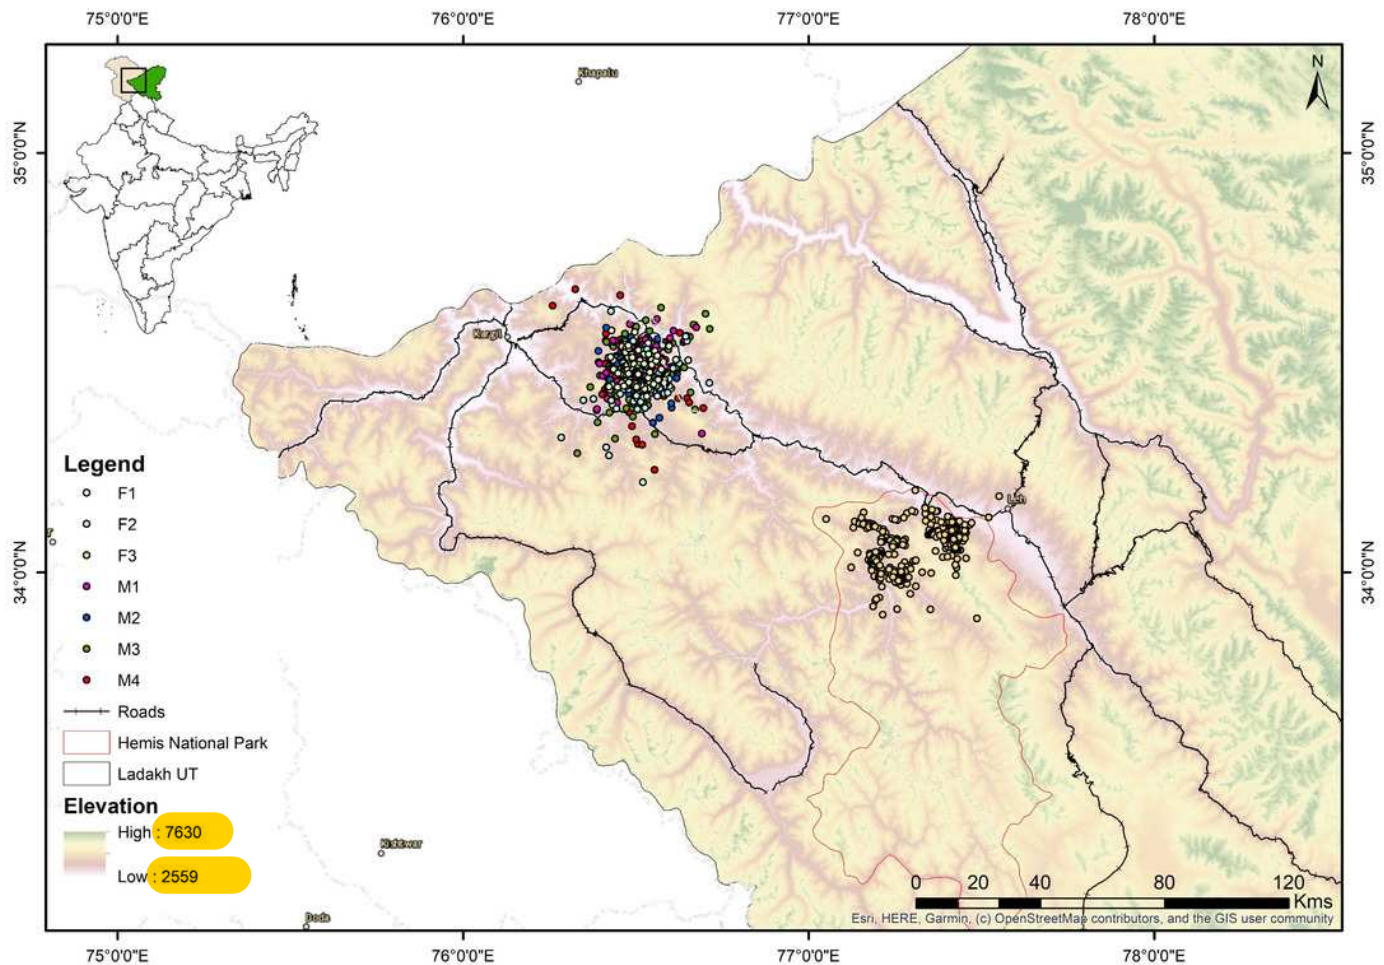 75°0'0"E 76°0'0"E 77°0'0"E 78°0'0"E
N
Khapalu
35°0'0"N 35°0'0"N
Kargil
Legend
F1
F2
F3
M1
M2
M3
M4
Roads
Hemis National Park
Ladakh UT
Leh
34°0'0"N 34°0'0"N
Elevation
High : 7630
Low : 2559
Kishtwar
Doda
0 20 40 80 120
Kms
Esri, HERE, Garmin, (c) OpenStreetMap contributors, and the GIS user community
75°0'0"E 76°0'0"E 77°0'0"E 78°0'0"E